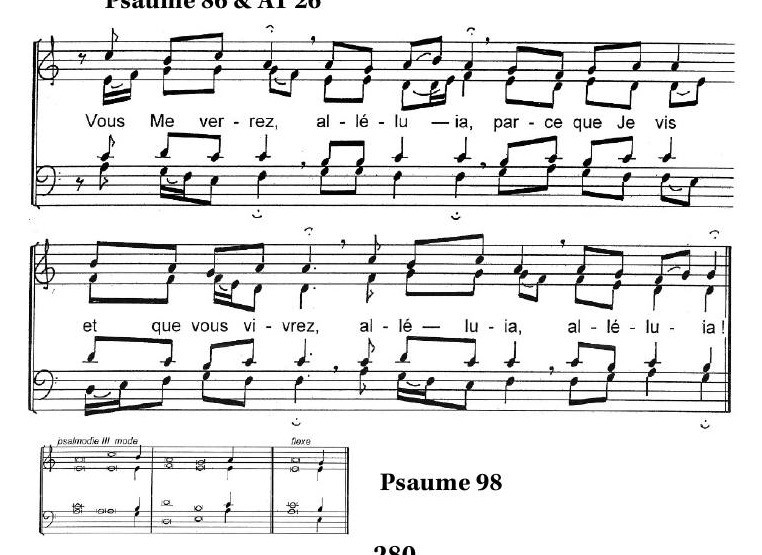 Psaume 86 & AT 26
Vous Me ver - rez, al - lé - lu — ia, par - ce que Je vis
et que vous vi - vrez, al - lé — lu - ia, al - lé - lu - ia !
psalmodie III mode flexe
Psaume 98
280